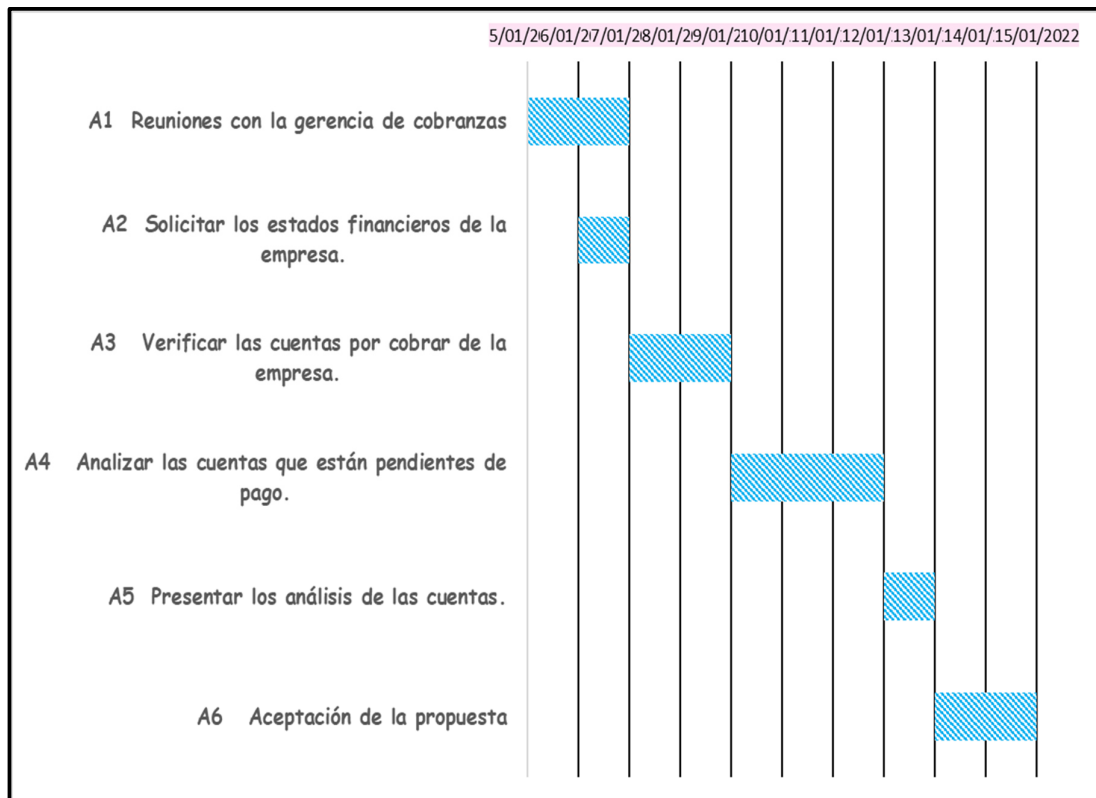 5/01/26/01/207/01/28/01/29/01/210/01/11/01/12/01/13/01/14/01/15/01/2022
A1 Reuniones con la gerencia de cobranzas
A2 Solicitar los estados financieros de la
empresa.
A3 Verificar las cuentas por cobrar de la
empresa.
A4 Analizar las cuentas que están pendientes de
pago.
A5 Presentar los análisis de las cuentas.
A6 Aceptación de la propuesta